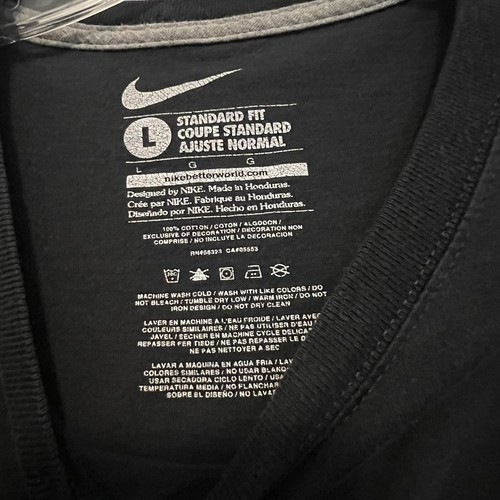 L
STANDARD FIT
COUPE STANDARD
AJUSTE NORMAL
L G G
nikebetterworld.com
Designed by NIKE. Made in Honduras.
Crée par NIKE. Fabrique au Honduras.
Diseñado por NIKE. Hecho en Honduras.
100% COTTON / COTON / ALGODON /
EXCLUSIVE OF DECORATION / DECORATION NON
COMPRISE / NO INCLUYE LA DECORACION
RN#56323 CA#05553
MACHINE WASH COLD / WASH WITH LIKE COLORS / DO
NOT BLEACH / TUMBLE DRY LOW / WARM IRON / DO NOT
IRON DESIGN / DO NOT DRY CLEAN
LAVER EN MACHINE A L'EAU FROIDE / LAVER AVEC
COULEURS SIMILAIRES / NE PAS UTILISER D'EAU
JAVEL / SECHER EN MACHINE CYCLE DELICA
REPASSER FER TIEDE / NE PAS REPASSER LE D
NE PAS NETTOYER A SEC
LAVAR A MAQUINA EN AGUA FRIA / LAV
COLORES SIMILARES / NO USAR BLANQ
USAR SECADORA CICLO LENTO / USAR
TEMPERATURA MEDIA / NO PLANCHAR
SOBRE EL DISEÑO / NO LAVAR